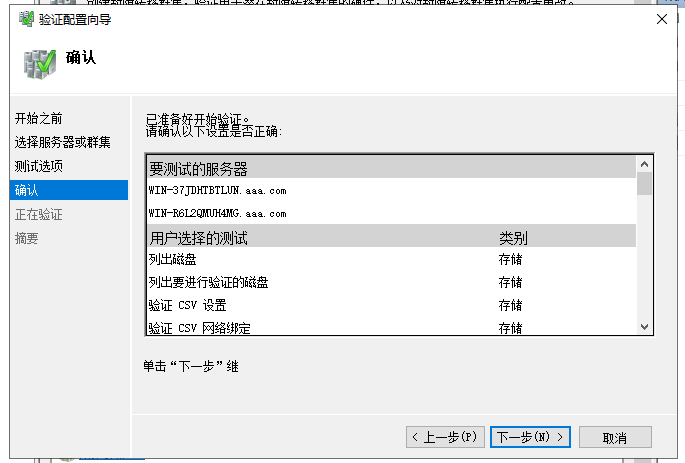 验证配置向导
确认
开始之前
选择服务器或群集
测试选项
确认
正在验证
摘要
已准备好开始验证。
请确认以下设置是否正确:
要测试的服务器
WIN-37JDHTBTLUN.aaa.com
WIN-R6L2QMUH4MG.aaa.com
用户选择的测试 类别
列出磁盘 存储
列出要进行验证的磁盘 存储
验证 CSV 设置 存储
验证 CSV 网络绑定 存储
单击“下一步”继
< 上一步(P) 下一步(N) > 取消